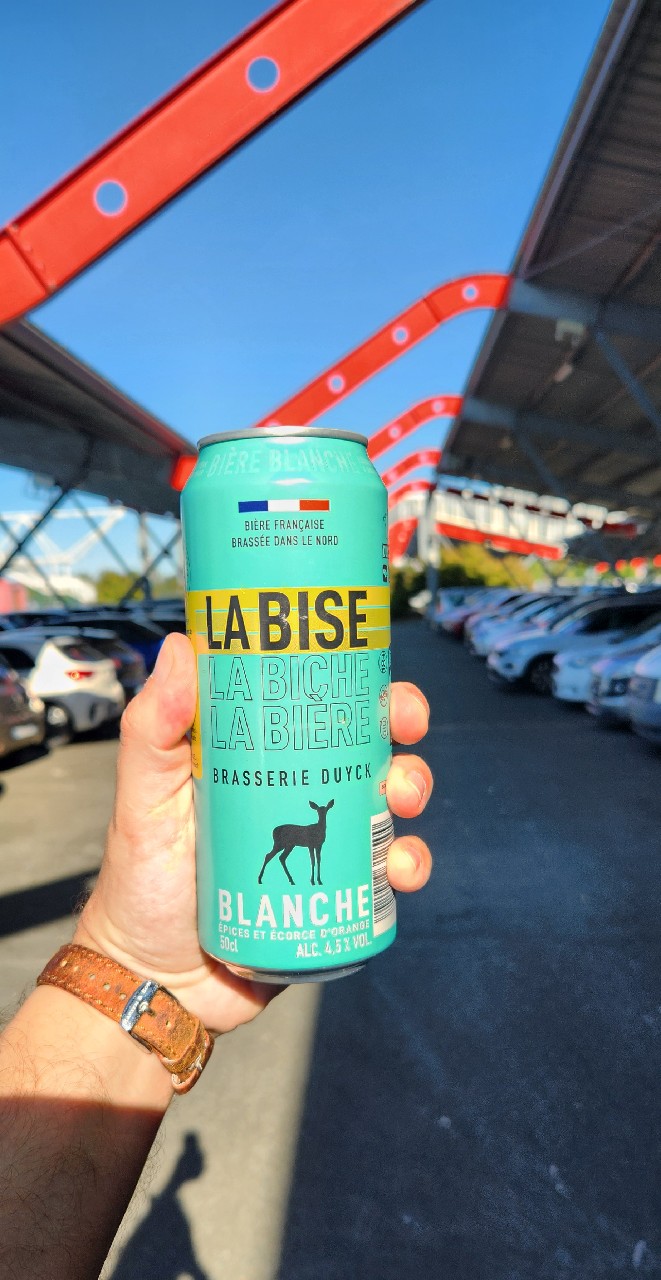 BIÈRE BLANCHE
BIÈRE FRANÇAISE
BRASSÉE DANS LE NORD
LA BISE
LA BICHE
LA BIÈRE
BRASSERIE DUYCK
BLANCHE
ÉPICES ET ÉCORCE D'ORANGE
50cl
ALC. 4,5 % VOL.